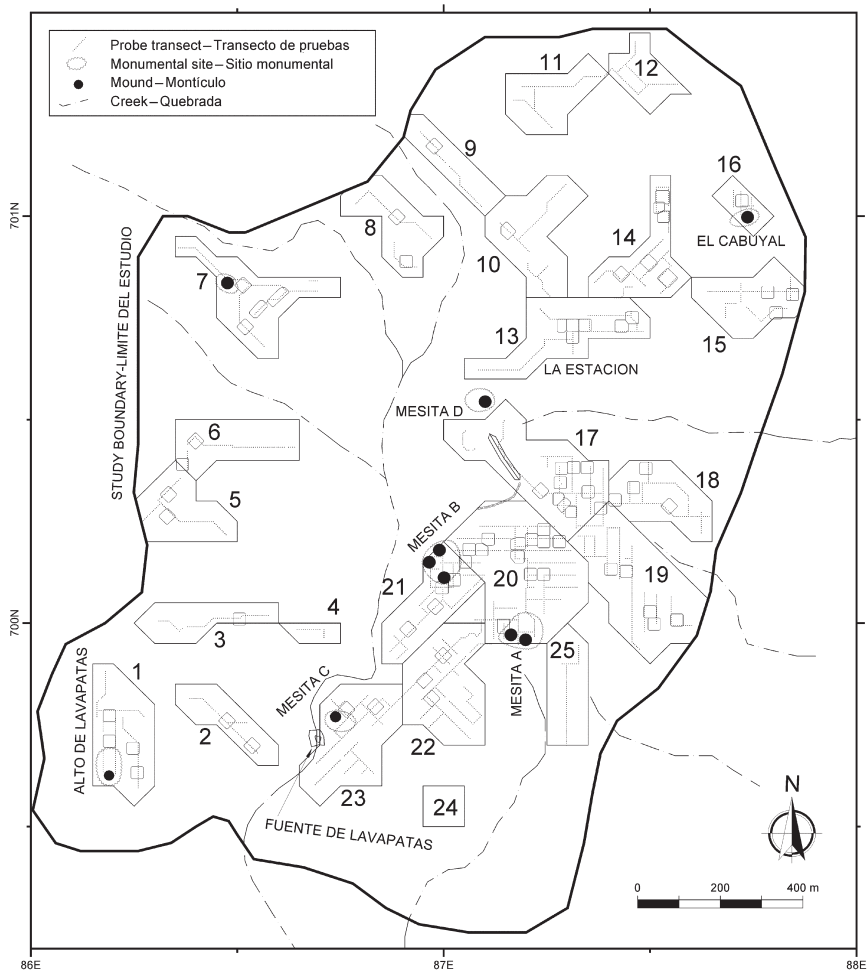 Probe transect–Transecto de pruebas
Monumental site–Sitio monumental
Mound–Montículo
Creek–Quebrada
11
12
9
16
701N
8
14
EL CABUYAL
10
7
STUDY BOUNDARY-LIMITE DEL ESTUDIO
13
15
LA ESTACION
MESITA D
6
17
5
18
MESITA B
21
20
19
4
700N
3
25
MESITA A
1
MESITA C
ALTO DE LAVAPATAS
2
22
23
24
N
FUENTE DE LAVAPATAS
0 200 400 m
86E 87E 88E